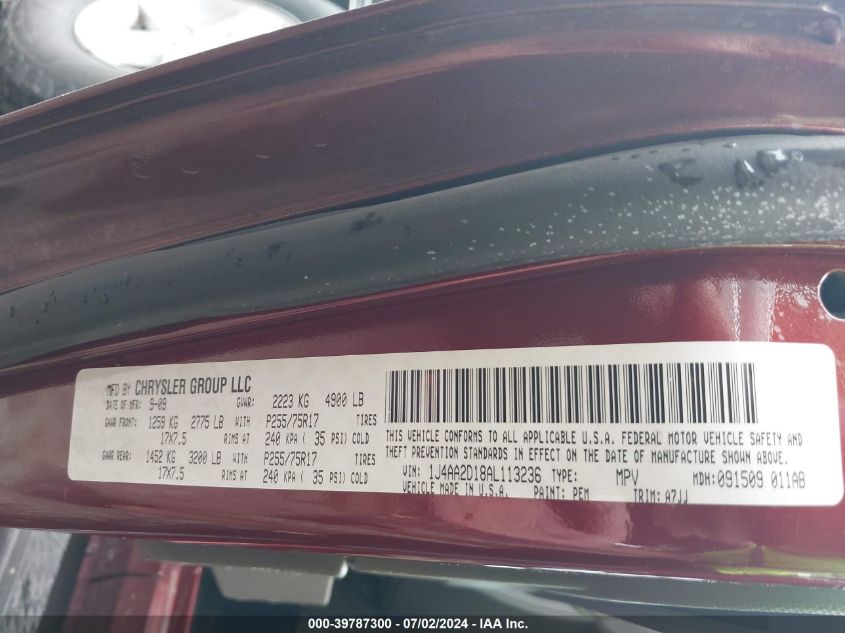 MFD BY CHRYSLER GROUP LLC
DATE OF MFR: 9-09 GVWR: 2223 KG 4900 LB
GAWR FRONT: 1259 KG 2775 LB WITH P255/75R17 TIRES
17X7.5 RIMS AT 240 KPA ( 35 PSI) COLD
GAWR REAR: 1452 KG 3200 LB WITH P255/75R17 TIRES
17X7.5 RIMS AT 240 KPA ( 35 PSI) COLD
THIS VEHICLE CONFORMS TO ALL APPLICABLE U.S.A. FEDERAL MOTOR VEHICLE SAFETY AND
THEFT PREVENTION STANDARDS IN EFFECT ON THE DATE OF MANUFACTURE SHOWN ABOVE.
VIN: 1J4AA2D18AL113236 TYPE: MPV MDH:091509 011AB
VEHICLE MADE IN U.S.A. PAINT: PEM TRIM: A7JJ
000-39787300 / 07/02/2024 - IAA Inc.